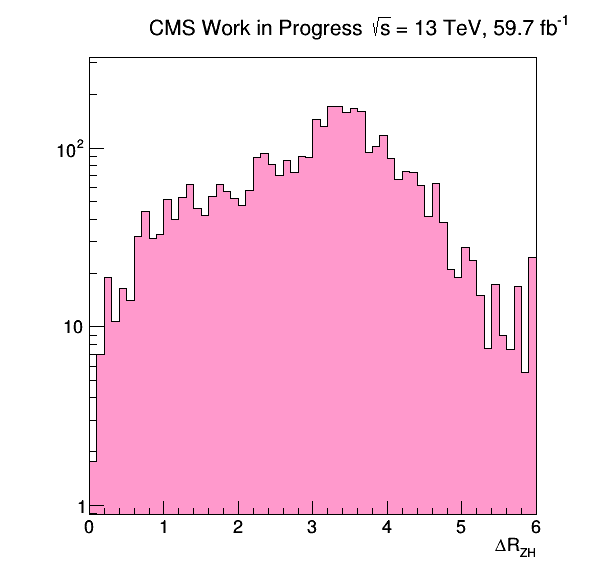 CMS Work in Progress √s = 13 TeV, 59.7 fb⁻¹
10²
10
1
0 1 2 3 4 5 6
ΔR_ZH